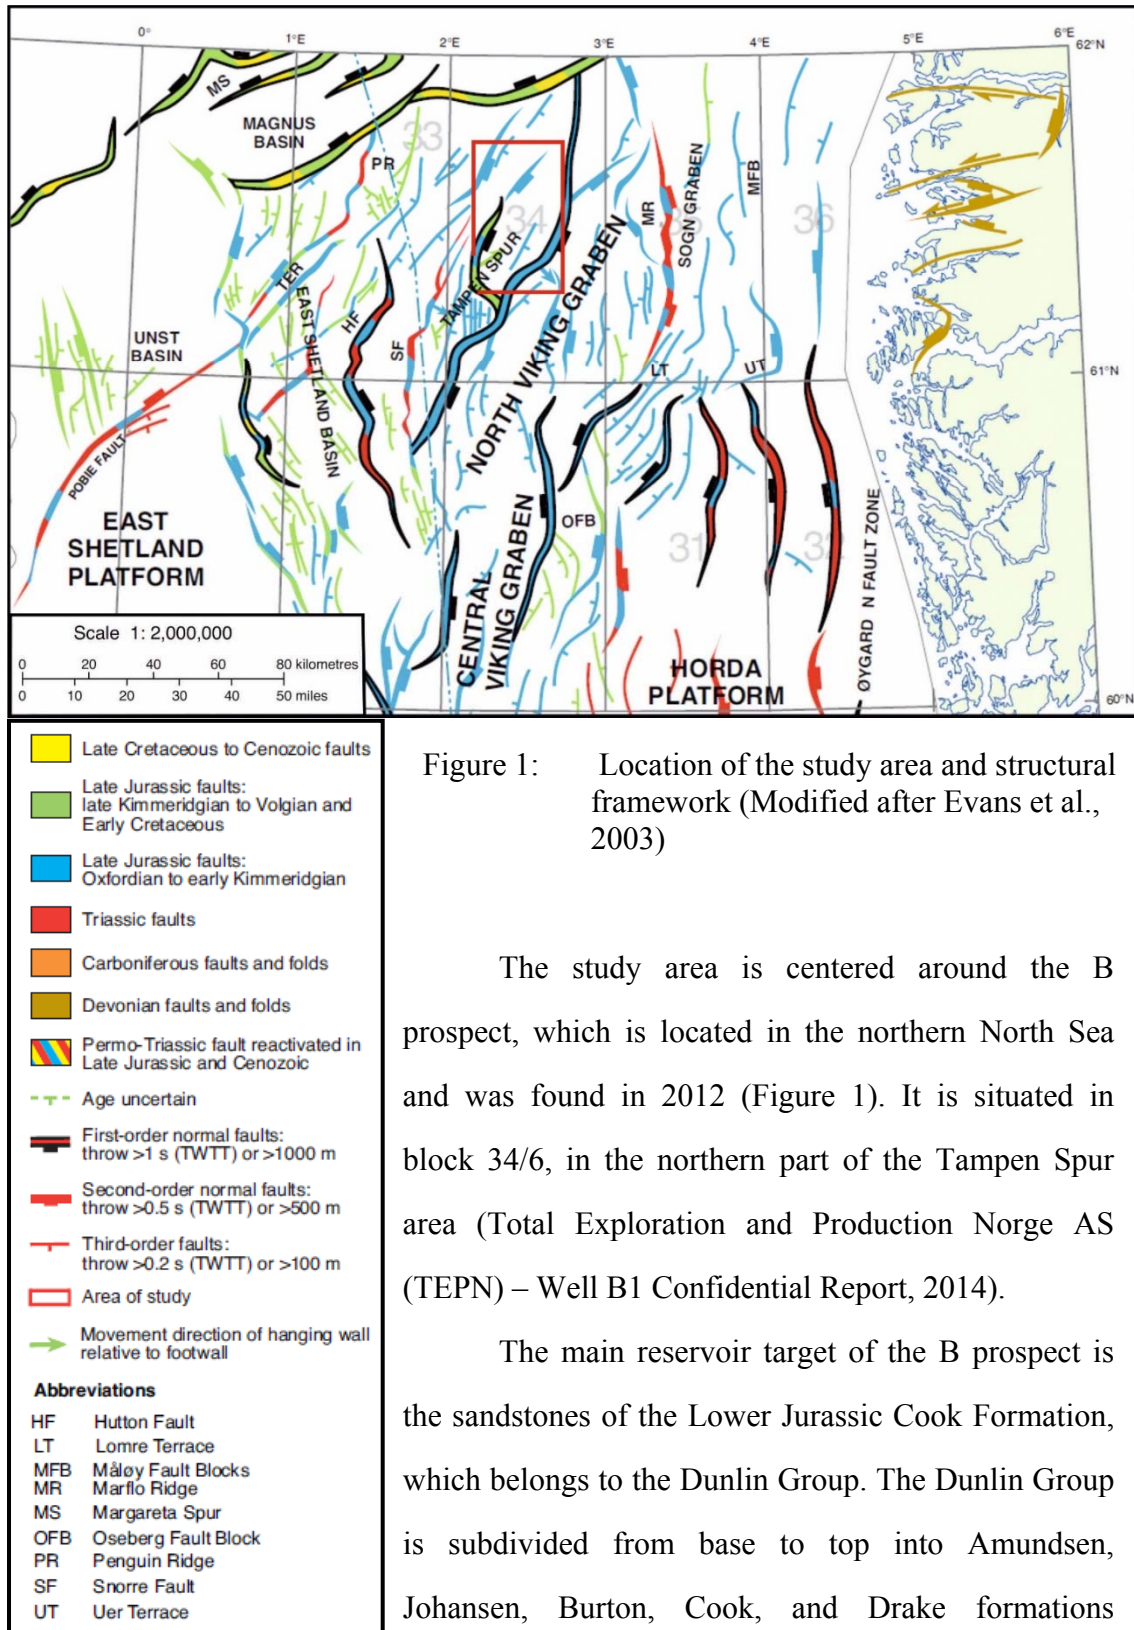 0°
1°E
2°E
3°E
4°E
5°E
6°E
62°N
MS
MAGNUS
BASIN
33
PR
34
TAMPEN SPUR
MR
35
SOGN GRABEN
MFB
36
TER
EAST SHETLAND BASIN
HF
SF
NORTH VIKING GRABEN
UNST
BASIN
LT
UT
61°N
POBIE FAULT
EAST
SHETLAND
PLATFORM
CENTRAL
VIKING GRABEN
OFB
31
32
ØYGARD N FAULT ZONE
HORDA
PLATFORM
60°N
Scale 1: 2,000,000
0 20 40 60 80 kilometres
0 10 20 30 40 50 miles
Late Cretaceous to Cenozoic faults
Late Jurassic faults:
late Kimmeridgian to Volgian and
Early Cretaceous
Late Jurassic faults:
Oxfordian to early Kimmeridgian
Triassic faults
Carboniferous faults and folds
Devonian faults and folds
Permo-Triassic fault reactivated in
Late Jurassic and Cenozoic
Age uncertain
First-order normal faults:
throw >1 s (TWTT) or >1000 m
Second-order normal faults:
throw >0.5 s (TWTT) or >500 m
Third-order faults:
throw >0.2 s (TWTT) or >100 m
Area of study
Movement direction of hanging wall
relative to footwall
Abbreviations
HF Hutton Fault
LT Lomre Terrace
MFB Måløy Fault Blocks
MR Marflo Ridge
MS Margareta Spur
OFB Oseberg Fault Block
PR Penguin Ridge
SF Snorre Fault
UT Uer Terrace
Figure 1: Location of the study area and structural
framework (Modified after Evans et al.,
2003)
The study area is centered around the B
prospect, which is located in the northern North Sea
and was found in 2012 (Figure 1). It is situated in
block 34/6, in the northern part of the Tampen Spur
area (Total Exploration and Production Norge AS
(TEPN) – Well B1 Confidential Report, 2014).
The main reservoir target of the B prospect is
the sandstones of the Lower Jurassic Cook Formation,
which belongs to the Dunlin Group. The Dunlin Group
is subdivided from base to top into Amundsen,
Johansen, Burton, Cook, and Drake formations